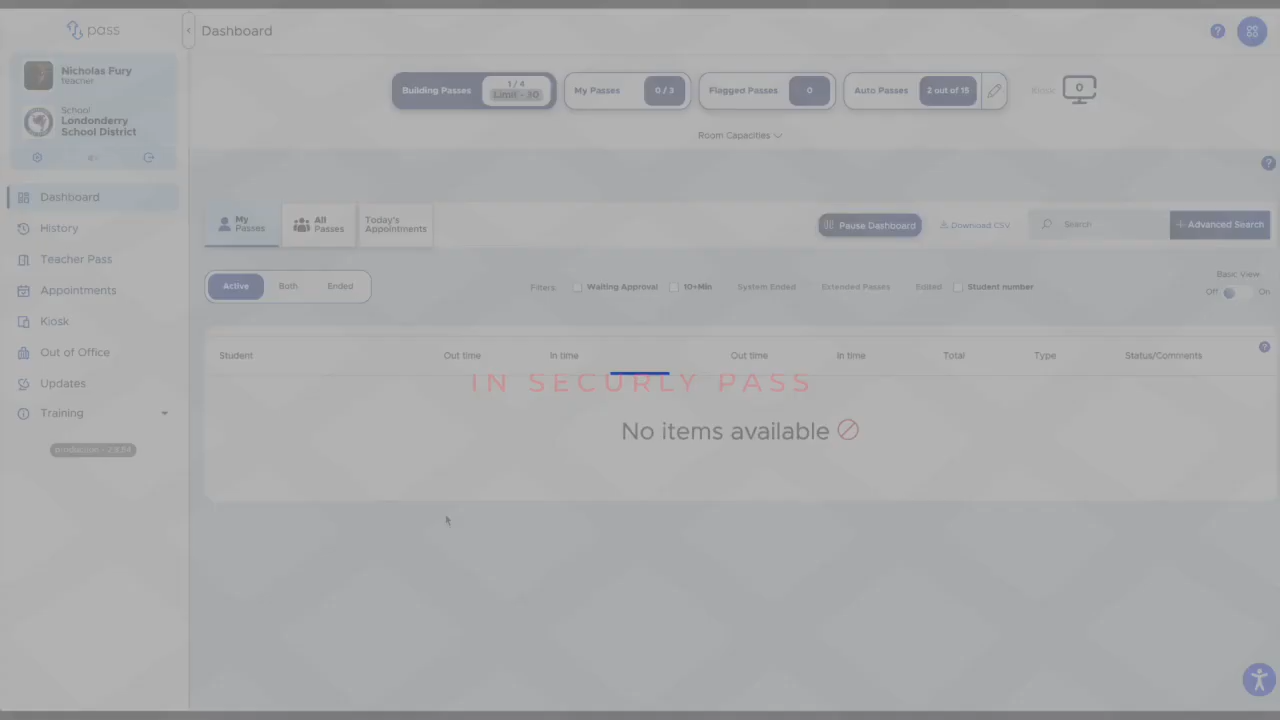 pass
Dashboard
Nicholas Fury
teacher
School
Londonderry
School District
Building Passes
1 / 4
Limit - 30
My Passes
0 / 3
Flagged Passes
0
Auto Passes
2 out of 15
Kiosk
0
Room Capacities
Dashboard
History
Teacher Pass
Appointments
Kiosk
Out of Office
Updates
Training
My
Passes
All
Passes
Today's
Appointments
Pause Dashboard
Download CSV
Search
+ Advanced Search
Active
Both
Ended
Filters:
Waiting Approval
10+Min
System Ended
Extended Passes
Edited
Student number
Basic View
Off
On
Student
Out time
In time
Out time
In time
Total
Type
Status/Comments
IN SECURLY PASS
No items available